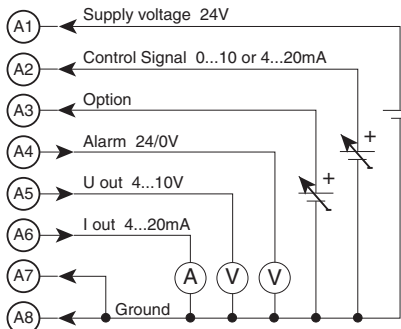 A1 Supply voltage 24V
A2 Control Signal 0...10 or 4...20mA
A3 Option
A4 Alarm 24/0V
A5 U out 4...10V
A6 I out 4...20mA
A V V
A7
A8 Ground
+
+